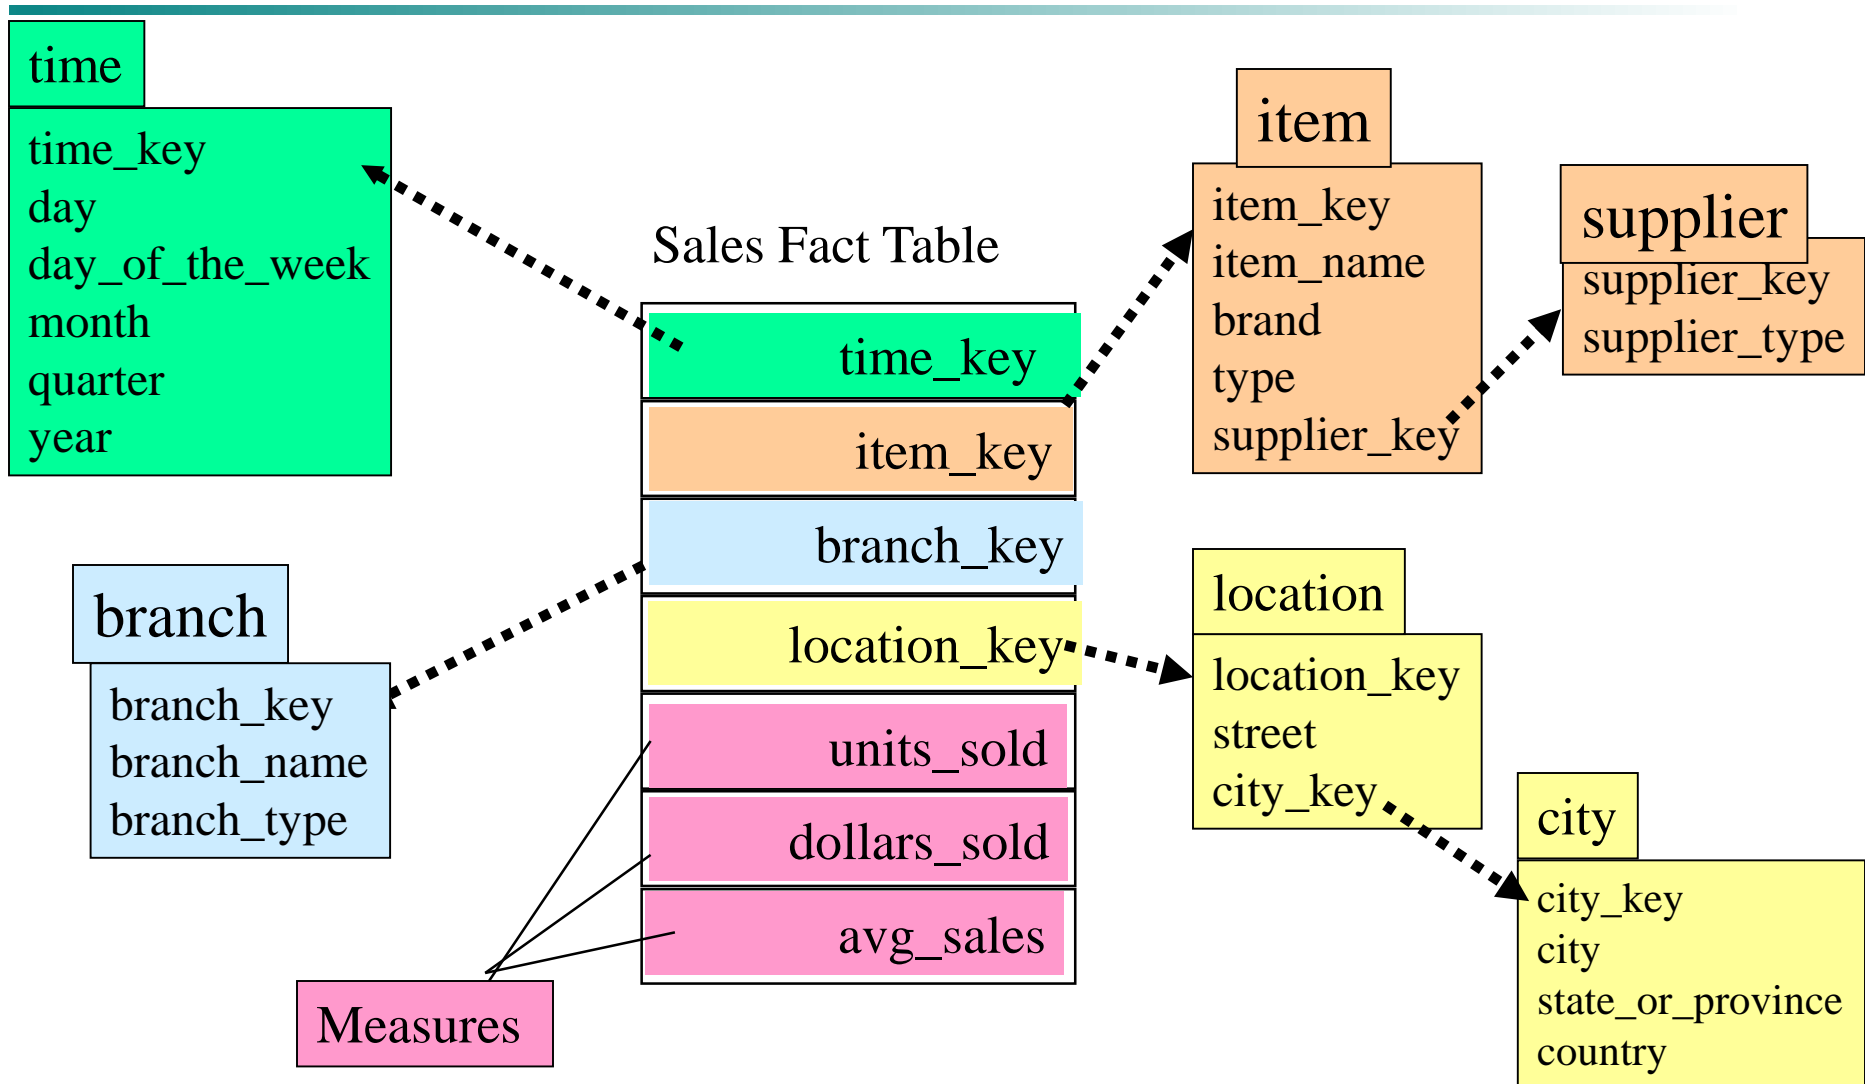 time
time_key
day
day_of_the_week
month
quarter
year
branch
branch_key
branch_name
branch_type
Sales Fact Table
time_key
item_key
branch_key
location_key
units_sold
dollars_sold
avg_sales
Measures
item
item_key
item_name
brand
type
supplier_key
supplier
supplier_key
supplier_type
location
location_key
street
city_key
city
city_key
city
state_or_province
country